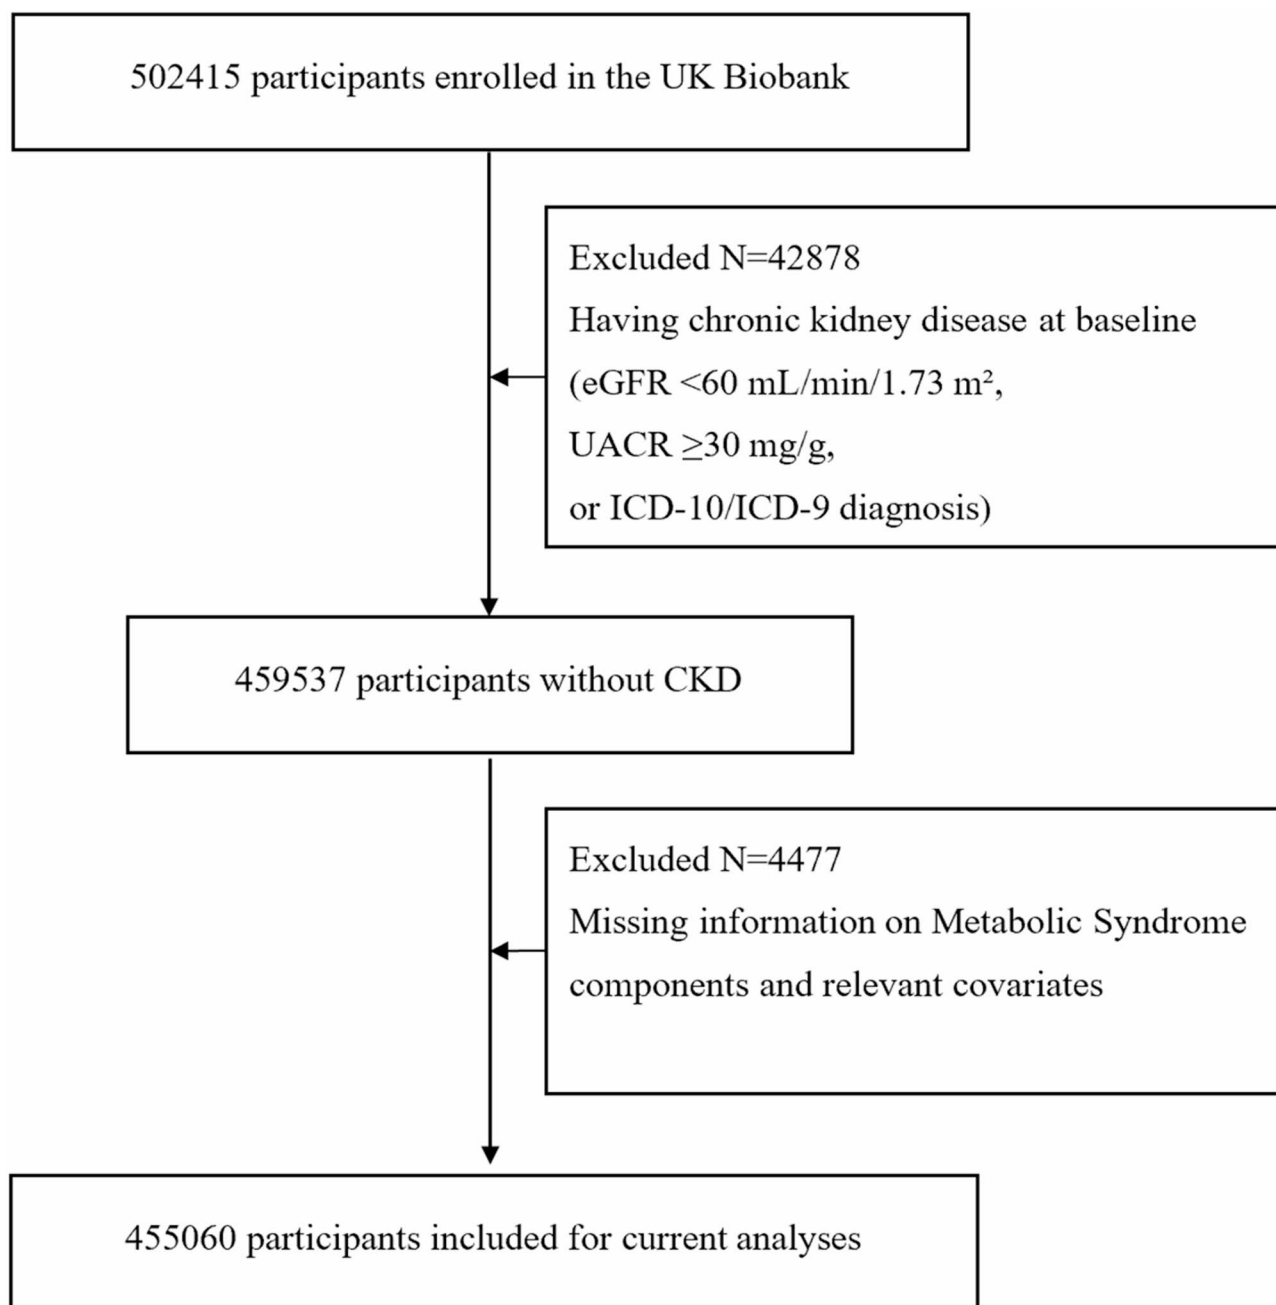 502415 participants enrolled in the UK Biobank
Excluded N=42878
Having chronic kidney disease at baseline
(eGFR <60 mL/min/1.73 m²,
UACR ≥30 mg/g,
or ICD-10/ICD-9 diagnosis)
459537 participants without CKD
Excluded N=4477
Missing information on Metabolic Syndrome
components and relevant covariates
455060 participants included for current analyses